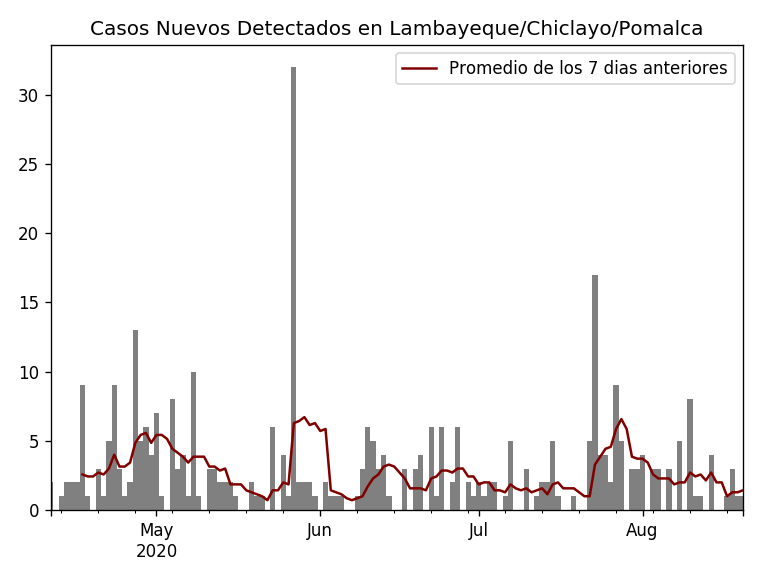 Casos Nuevos Detectados en Lambayeque/Chiclayo/Pomalca
Promedio de los 7 dias anteriores
30
25
20
15
10
5
0
May Jun Jul Aug
2020